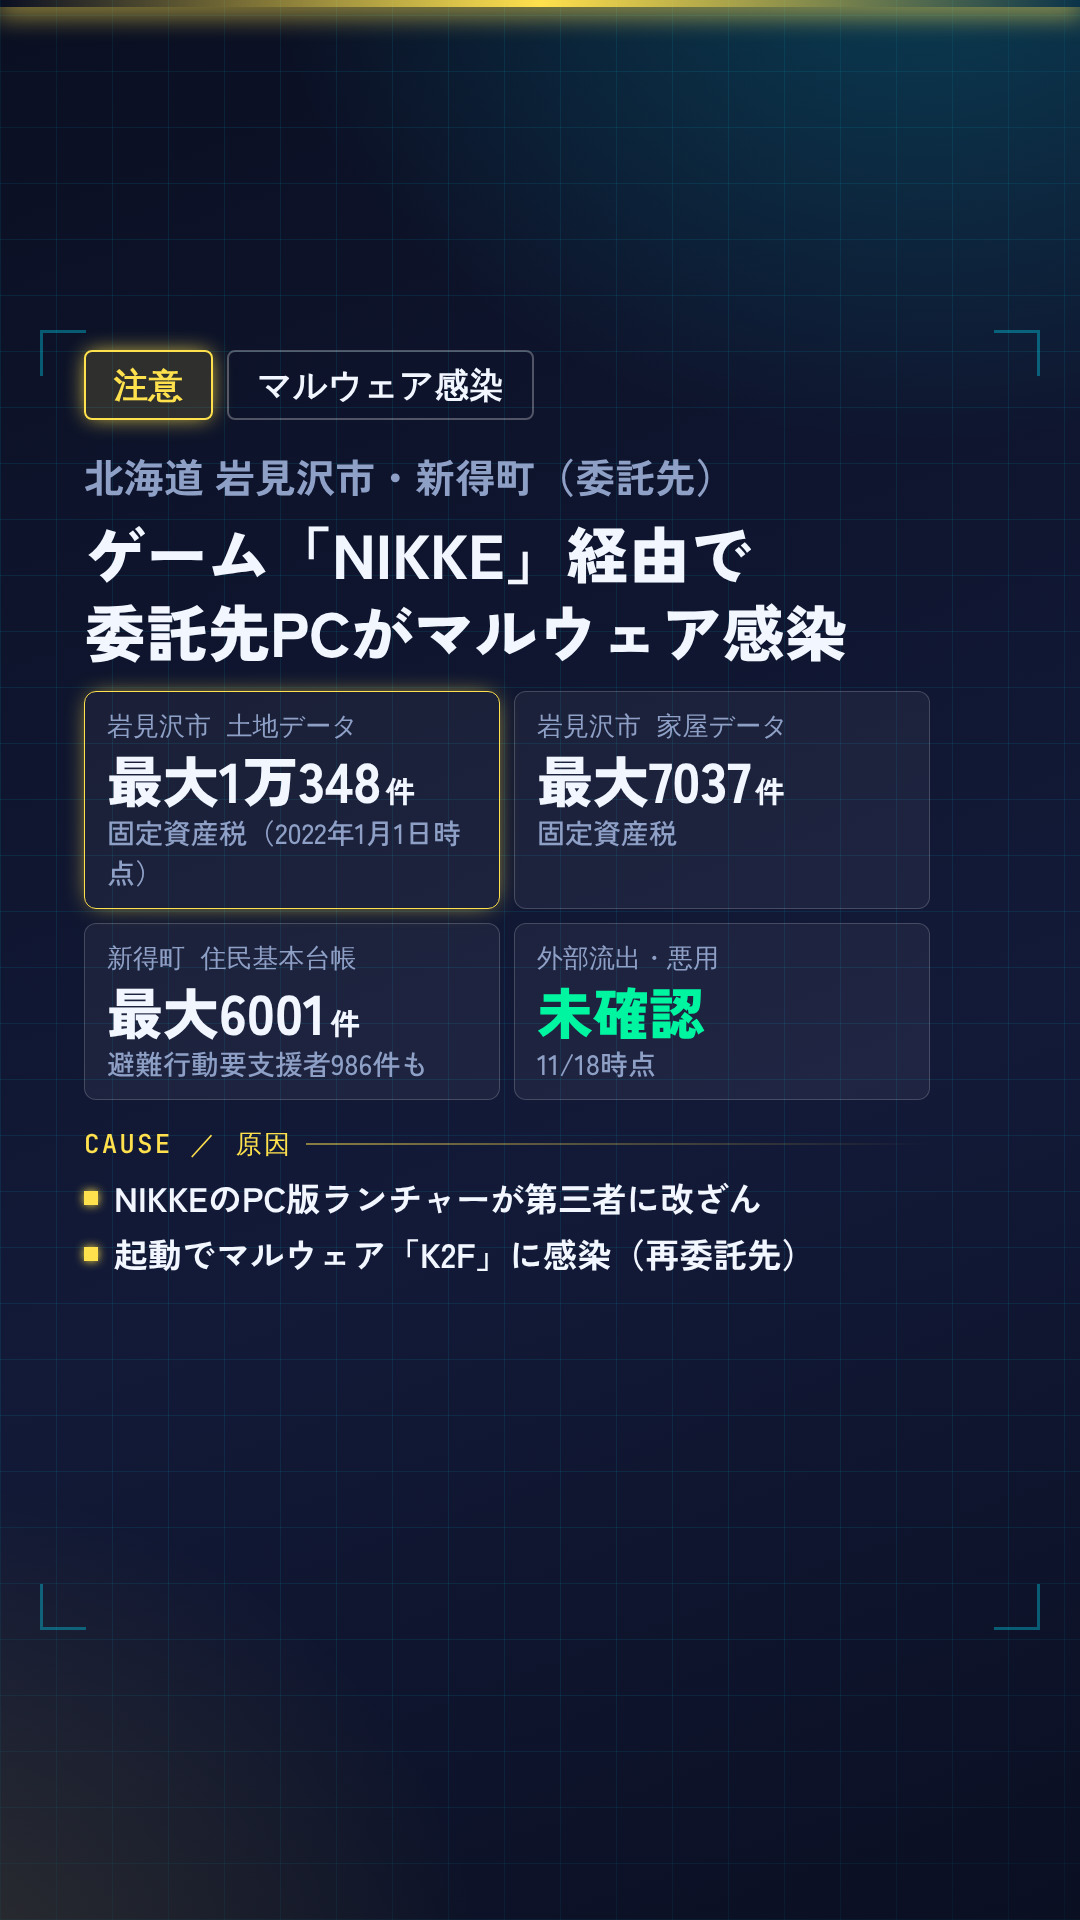 注意
マルウェア感染
北海道 岩見沢市・新得町（委託先）
ゲーム「NIKKE」経由で
委託先PCがマルウェア感染
岩見沢市 土地データ
最大1万348件
固定資産税（2022年1月1日時
点）
岩見沢市 家屋データ
最大7037件
固定資産税
新得町 住民基本台帳
最大6001件
避難行動要支援者986件も
外部流出・悪用
未確認
11/18時点
CAUSE ／ 原因
NIKKEのPC版ランチャーが第三者に改ざん
起動でマルウェア「K2F」に感染（再委託先）